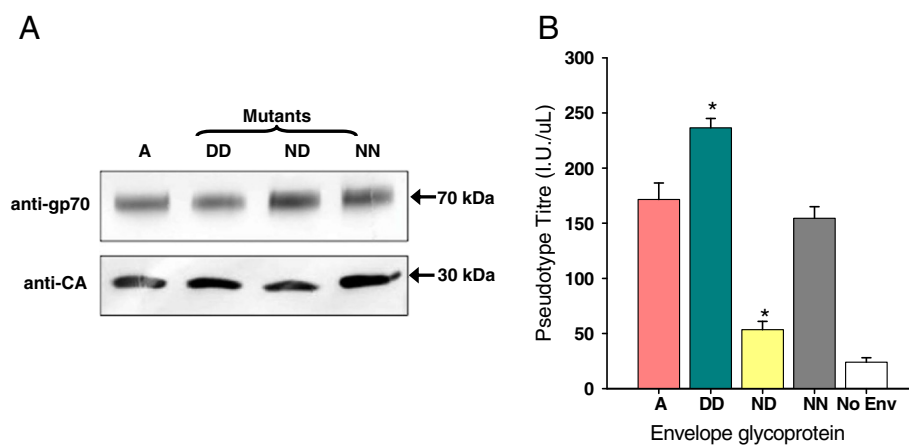 A
Mutants
A DD ND NN
anti-gp70
70 kDa
anti-CA
30 kDa
B
Pseudotype Titre (I.U./uL)
300
250
200
150
100
50
0
*
*
A DD ND NN No Env
Envelope glycoprotein